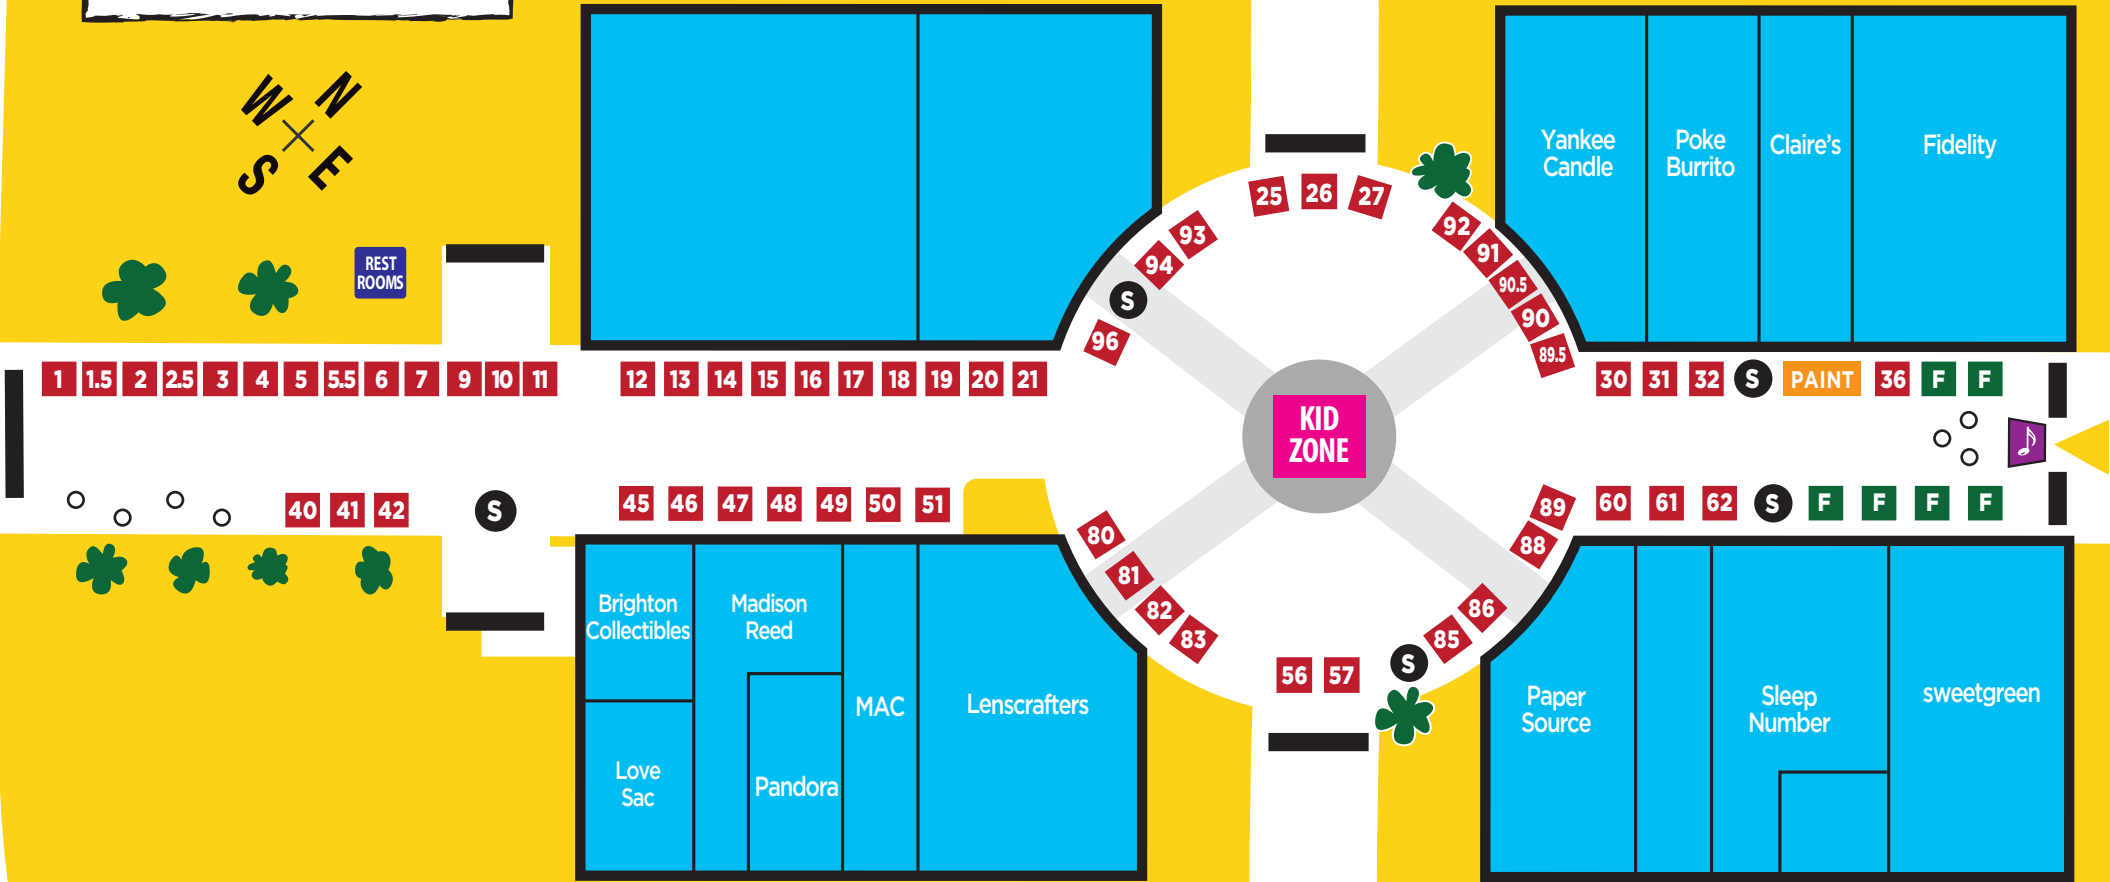 W N
S E
REST
ROOMS
Yankee
Candle
Poke
Burrito
Claire's
Fidelity
25 26 27
93
94
S
96
92
91
90.5
90
89.5
1 1.5 2 2.5 3 4 5 5.5 6 7 9 10 11
12 13 14 15 16 17 18 19 20 21
30 31 32 S PAINT 36 F F
KID
ZONE
40 41 42 S
45 46 47 48 49 50 51
60 61 62 S F F F F
80
81
82
83
89
88
86
85
S
56 57
Brighton
Collectibles
Madison
Reed
Love
Sac
Pandora
MAC
Lenscrafters
Paper
Source
Sleep
Number
sweetgreen